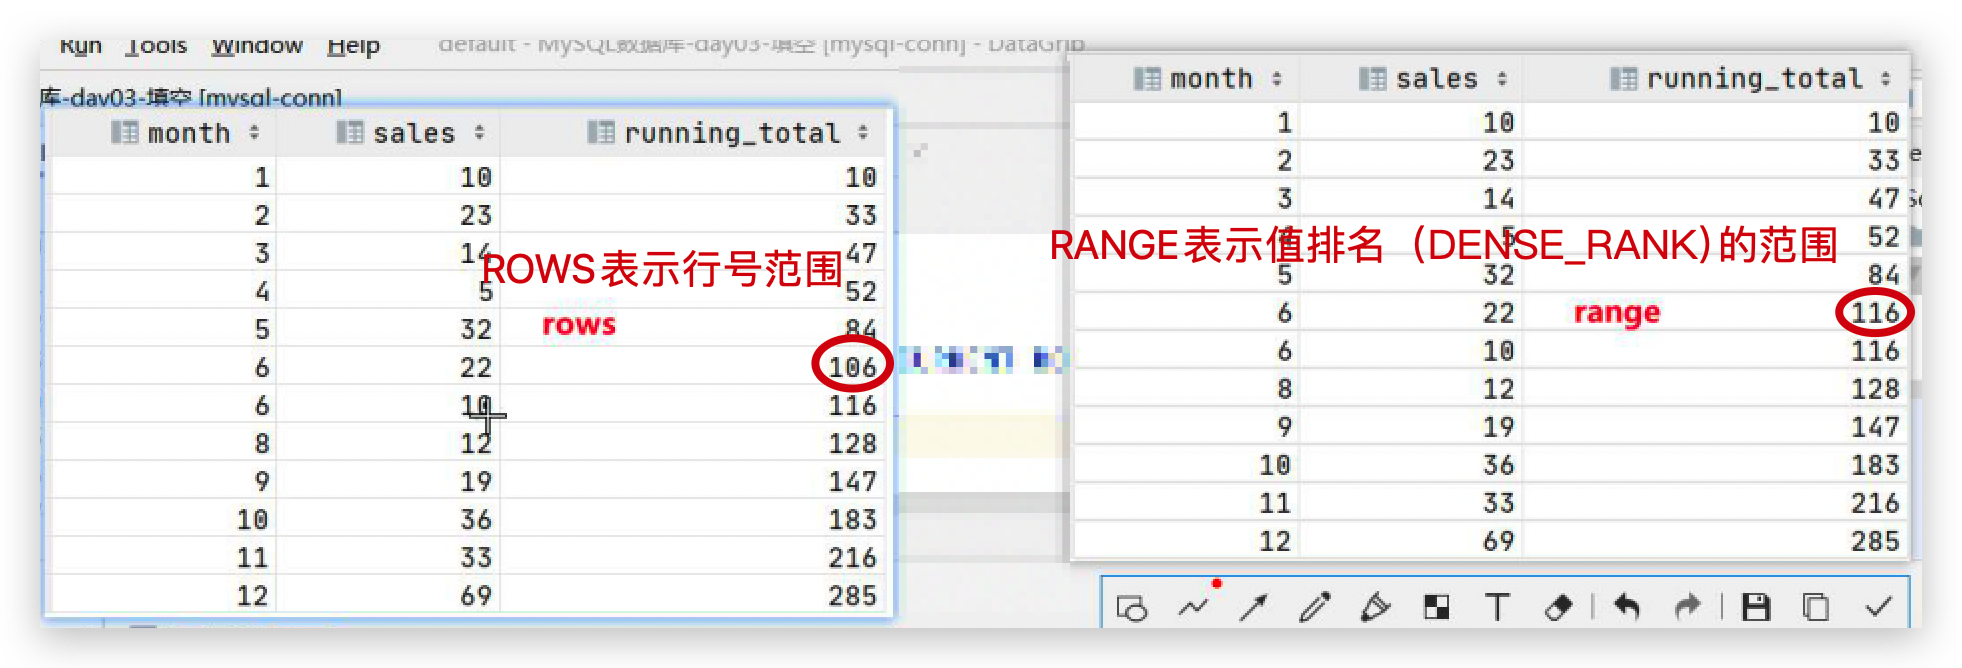 Run Tools Window Help default - MySQL数据库-day03-填空 [mysql-conn] - DataGrip
库-day03-填空 [mysql-conn]
month sales running_total
1 10 10
2 23 33
3 14 47
ROWS表示行号范围
4 5 52
rows
5 32 84
6 22 106
6 10 116
8 12 128
9 19 147
10 36 183
11 33 216
12 69 285
month sales running_total
1 10 10
2 23 33
3 14 47
RANGE表示值排名（DENSE_RANK)的范围
5 52
5 32 84
range
6 22 116
6 10 116
8 12 128
9 19 147
10 36 183
11 33 216
12 69 285
T